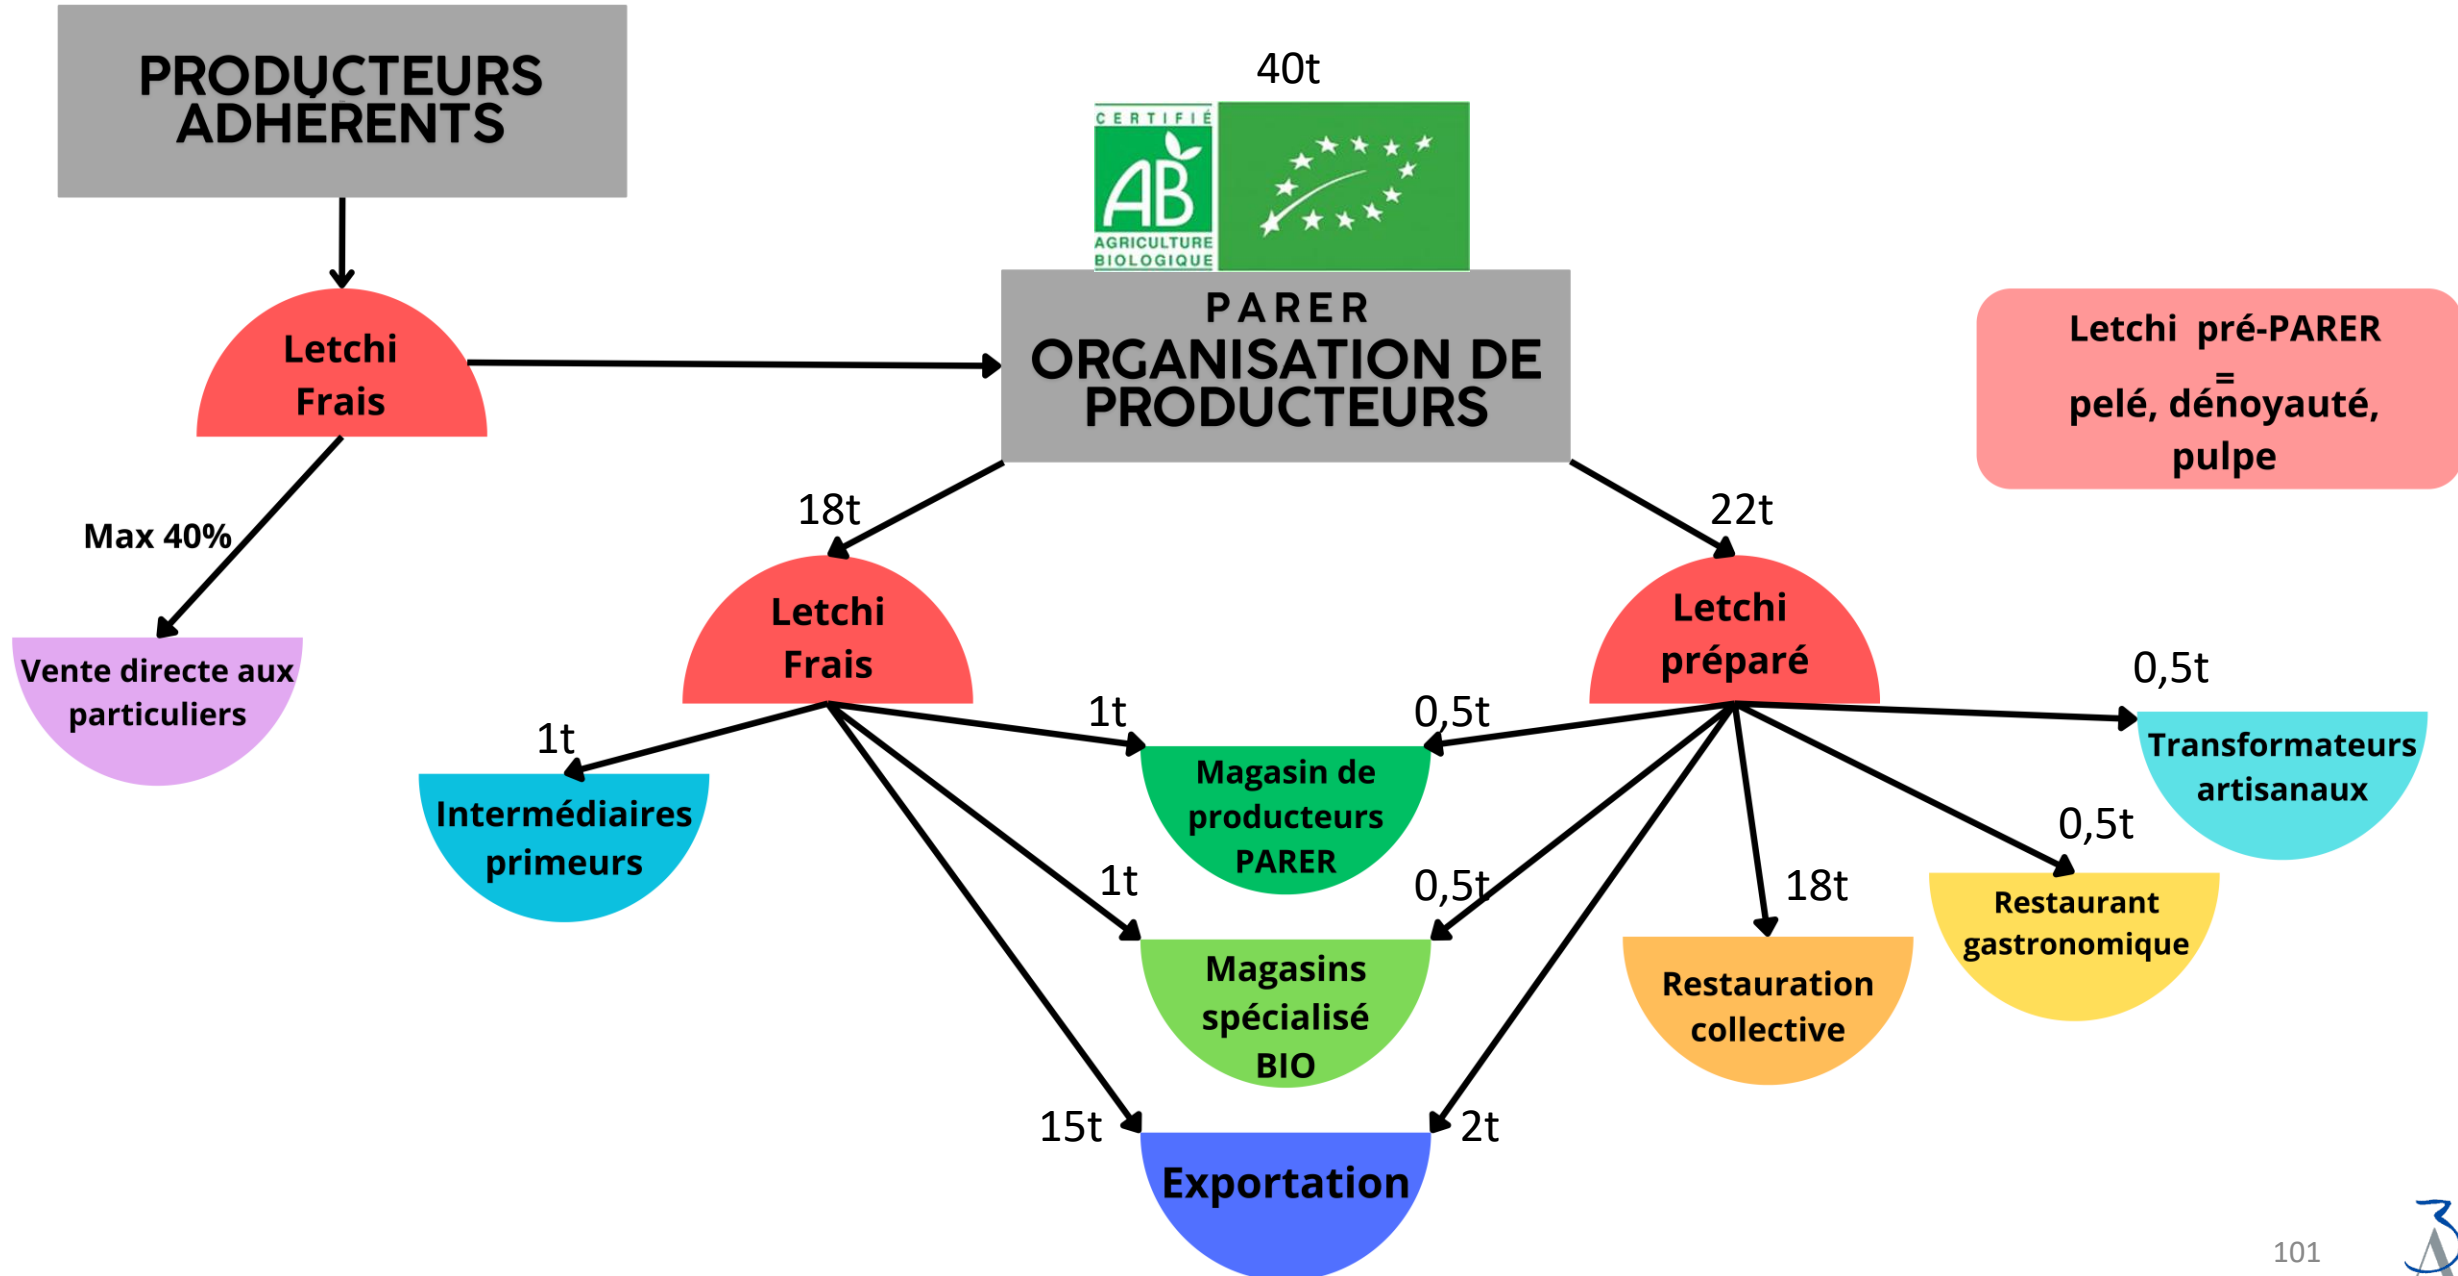 PRODUCTEURS
ADHÉRENTS
40t
CERTIFIÉ
AB
AGRICULTURE
BIOLOGIQUE
PARER
ORGANISATION DE
PRODUCTEURS
Letchi pré-PARER
=
pelé, dénoyauté,
pulpe
Letchi
Frais
Max 40%
Vente directe aux
particuliers
18t
22t
Letchi
Frais
Letchi
préparé
1t
1t
0,5t
0,5t
Intermédiaires
primeurs
Magasin de
producteurs
PARER
Transformateurs
artisanaux
1t
0,5t
18t
0,5t
Magasins
spécialisé
BIO
Restauration
collective
Restaurant
gastronomique
15t
2t
Exportation
101